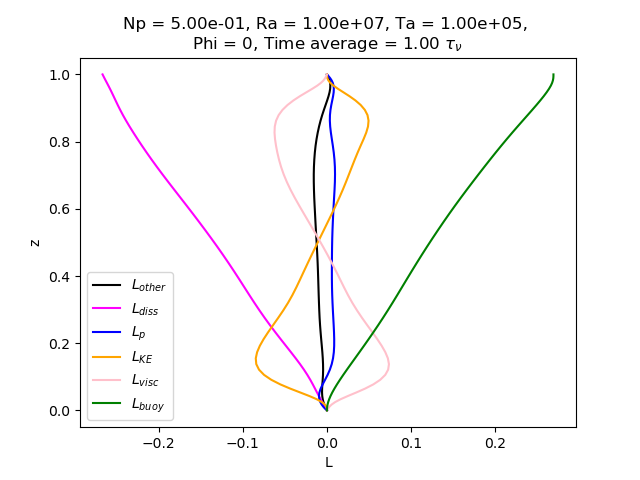 Np = 5.00e-01, Ra = 1.00e+07, Ta = 1.00e+05,
Phi = 0, Time average = 1.00 τ_ν
1.0
0.8
z
0.6
0.4
0.2
0.0
L_other
L_diss
L_p
L_KE
L_visc
L_buoy
−0.2 −0.1 0.0 0.1 0.2
L